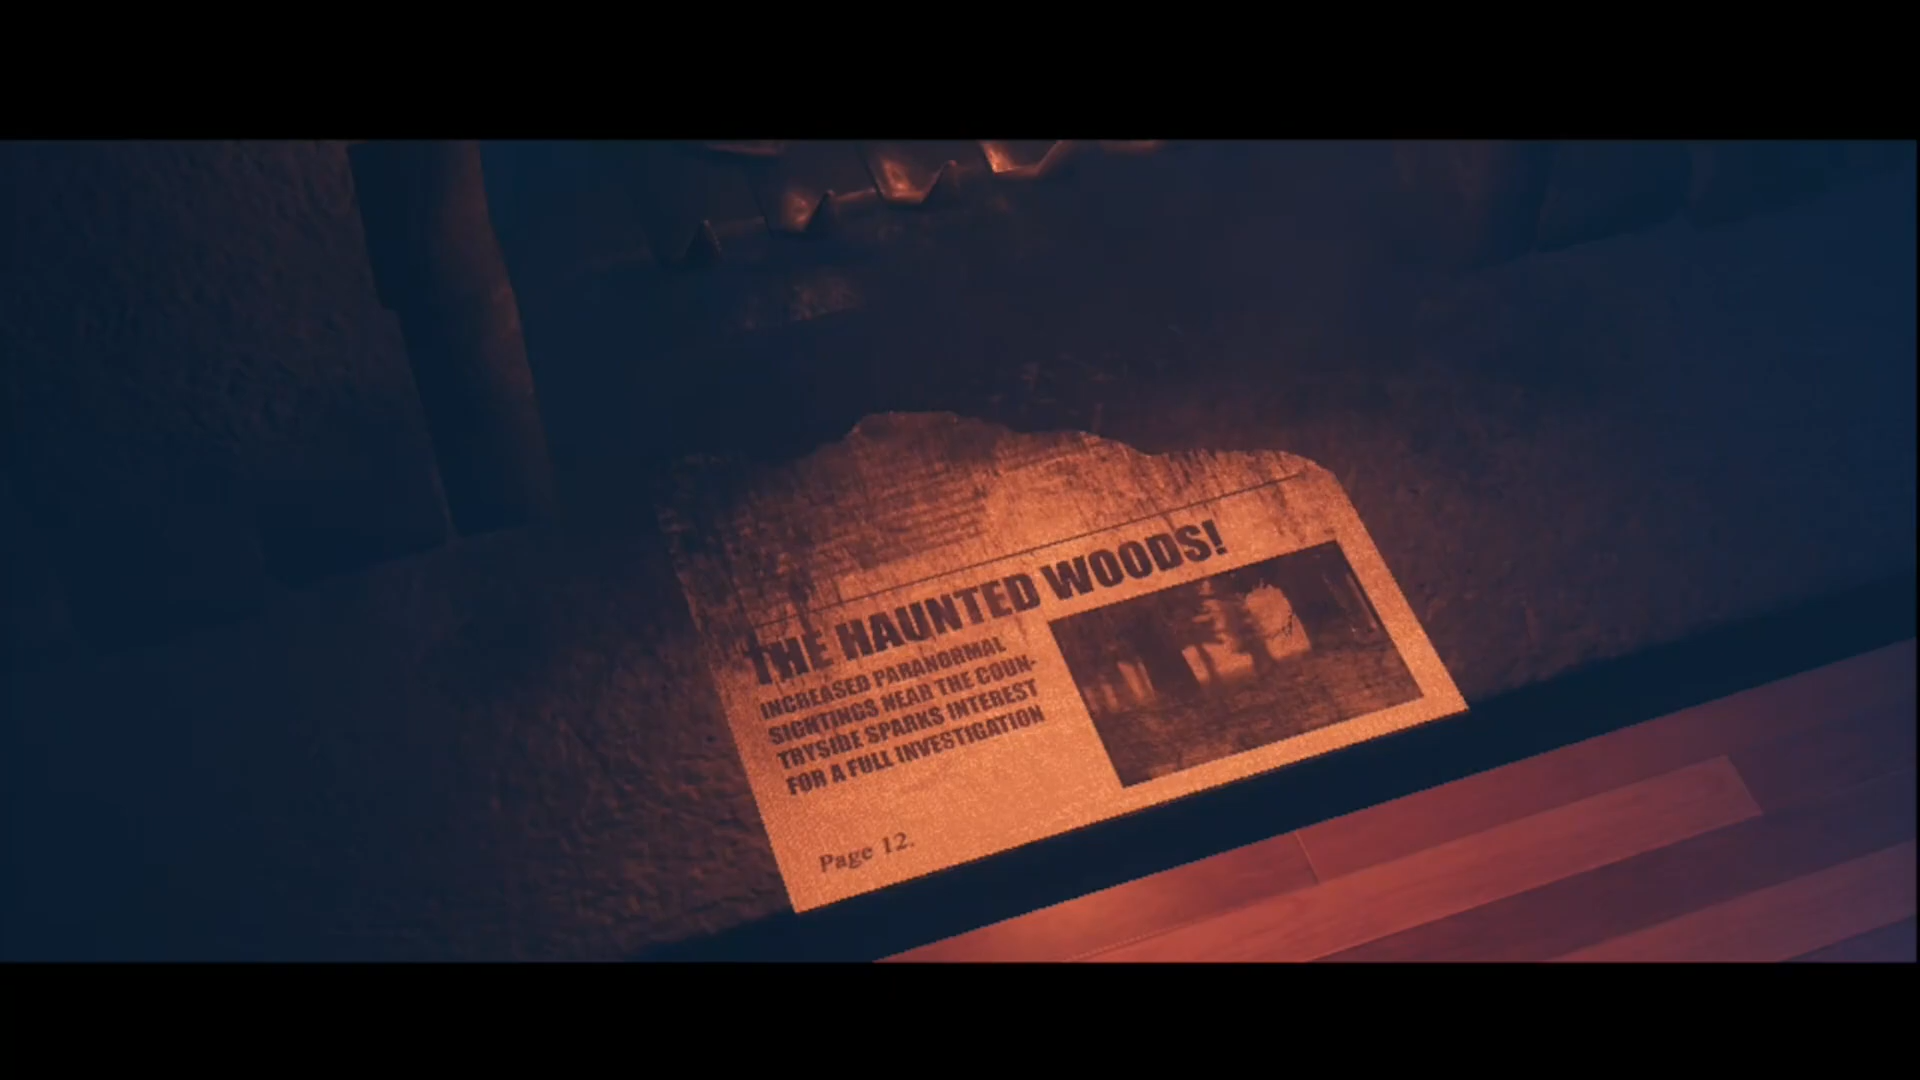 THE HAUNTED WOODS!
INCREASED PARANORMAL
SIGHTINGS NEAR THE COUN-
TRYSIDE SPARKS INTEREST
FOR A FULL INVESTIGATION
Page 12.